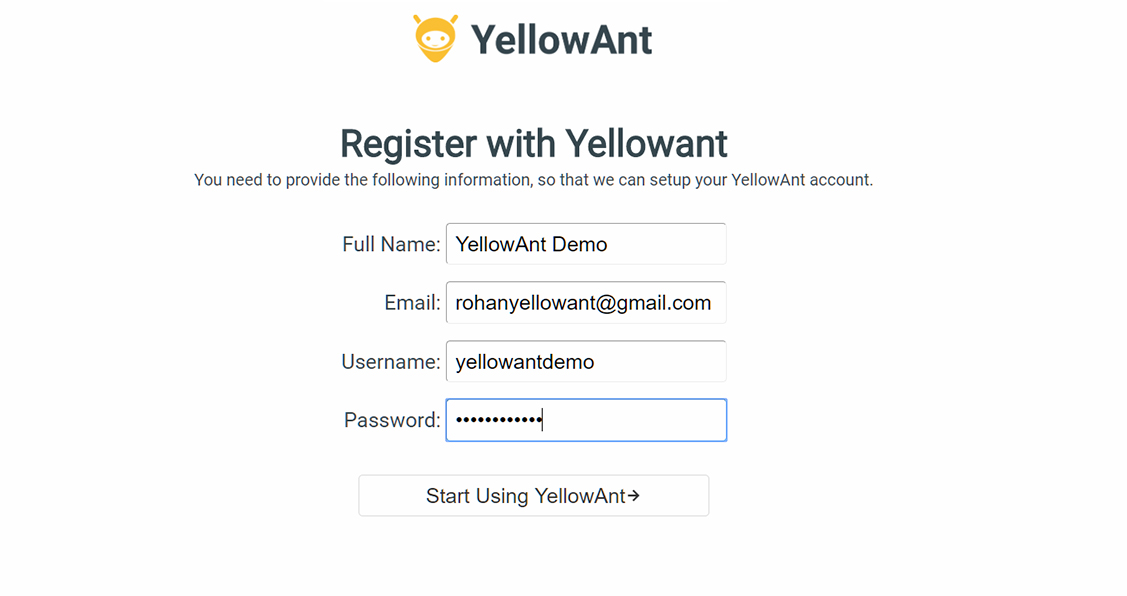 YellowAnt
Register with Yellowant
You need to provide the following information, so that we can setup your YellowAnt account.
Full Name: YellowAnt Demo
Email: rohanyellowant@gmail.com
Username: yellowantdemo
Password: ••••••••••••
Start Using YellowAnt→